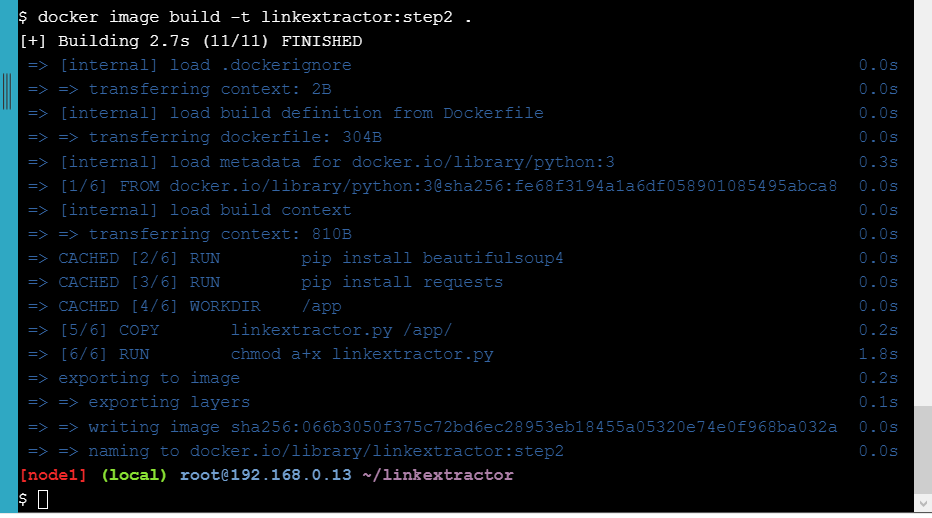 $ docker image build -t linkextractor:step2 .
[+] Building 2.7s (11/11) FINISHED
=> [internal] load .dockerignore 0.0s
=> => transferring context: 2B 0.0s
=> [internal] load build definition from Dockerfile 0.0s
=> => transferring dockerfile: 304B 0.0s
=> [internal] load metadata for docker.io/library/python:3 0.3s
=> [1/6] FROM docker.io/library/python:3@sha256:fe68f3194a1a6df058901085495abca8 0.0s
=> [internal] load build context 0.0s
=> => transferring context: 810B 0.0s
=> CACHED [2/6] RUN pip install beautifulsoup4 0.0s
=> CACHED [3/6] RUN pip install requests 0.0s
=> CACHED [4/6] WORKDIR /app 0.0s
=> [5/6] COPY linkextractor.py /app/ 0.2s
=> [6/6] RUN chmod a+x linkextractor.py 1.8s
=> exporting to image 0.2s
=> => exporting layers 0.1s
=> => writing image sha256:066b3050f375c72bd6ec28953eb18455a05320e74e0f968ba032a 0.0s
=> => naming to docker.io/library/linkextractor:step2 0.0s
[node1] (local) root@192.168.0.13 ~/linkextractor
$